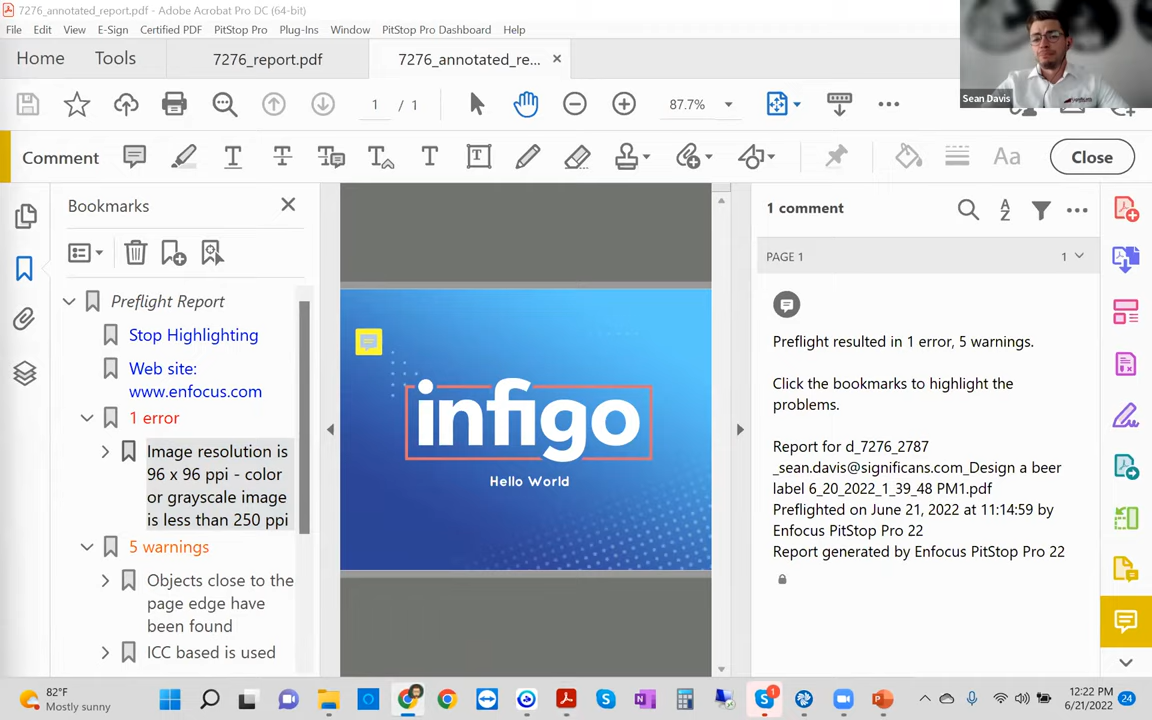 7276_annotated_report.pdf - Adobe Acrobat Pro DC (64-bit)
File Edit View E-Sign Certified PDF PitStop Pro Plug-Ins Window PitStop Pro Dashboard Help
Home Tools 7276_report.pdf 7276_annotated_re... ×
1 / 1 87.7%
Comment Aa Close
Sean Davis
Bookmarks
Preflight Report
Stop Highlighting
Web site:
www.enfocus.com
1 error
Image resolution is
96 x 96 ppi - color
or grayscale image
is less than 250 ppi
5 warnings
Objects close to the
page edge have
been found
ICC based is used
infigo
Hello World
1 comment
PAGE 1 1
Preflight resulted in 1 error, 5 warnings.
Click the bookmarks to highlight the
problems.
Report for d_7276_2787
_sean.davis@significans.com_Design a beer
label 6_20_2022_1_39_48 PM1.pdf
Preflighted on June 21, 2022 at 11:14:59 by
Enfocus PitStop Pro 22
Report generated by Enfocus PitStop Pro 22
82°F
Mostly sunny
12:22 PM
6/21/2022
24